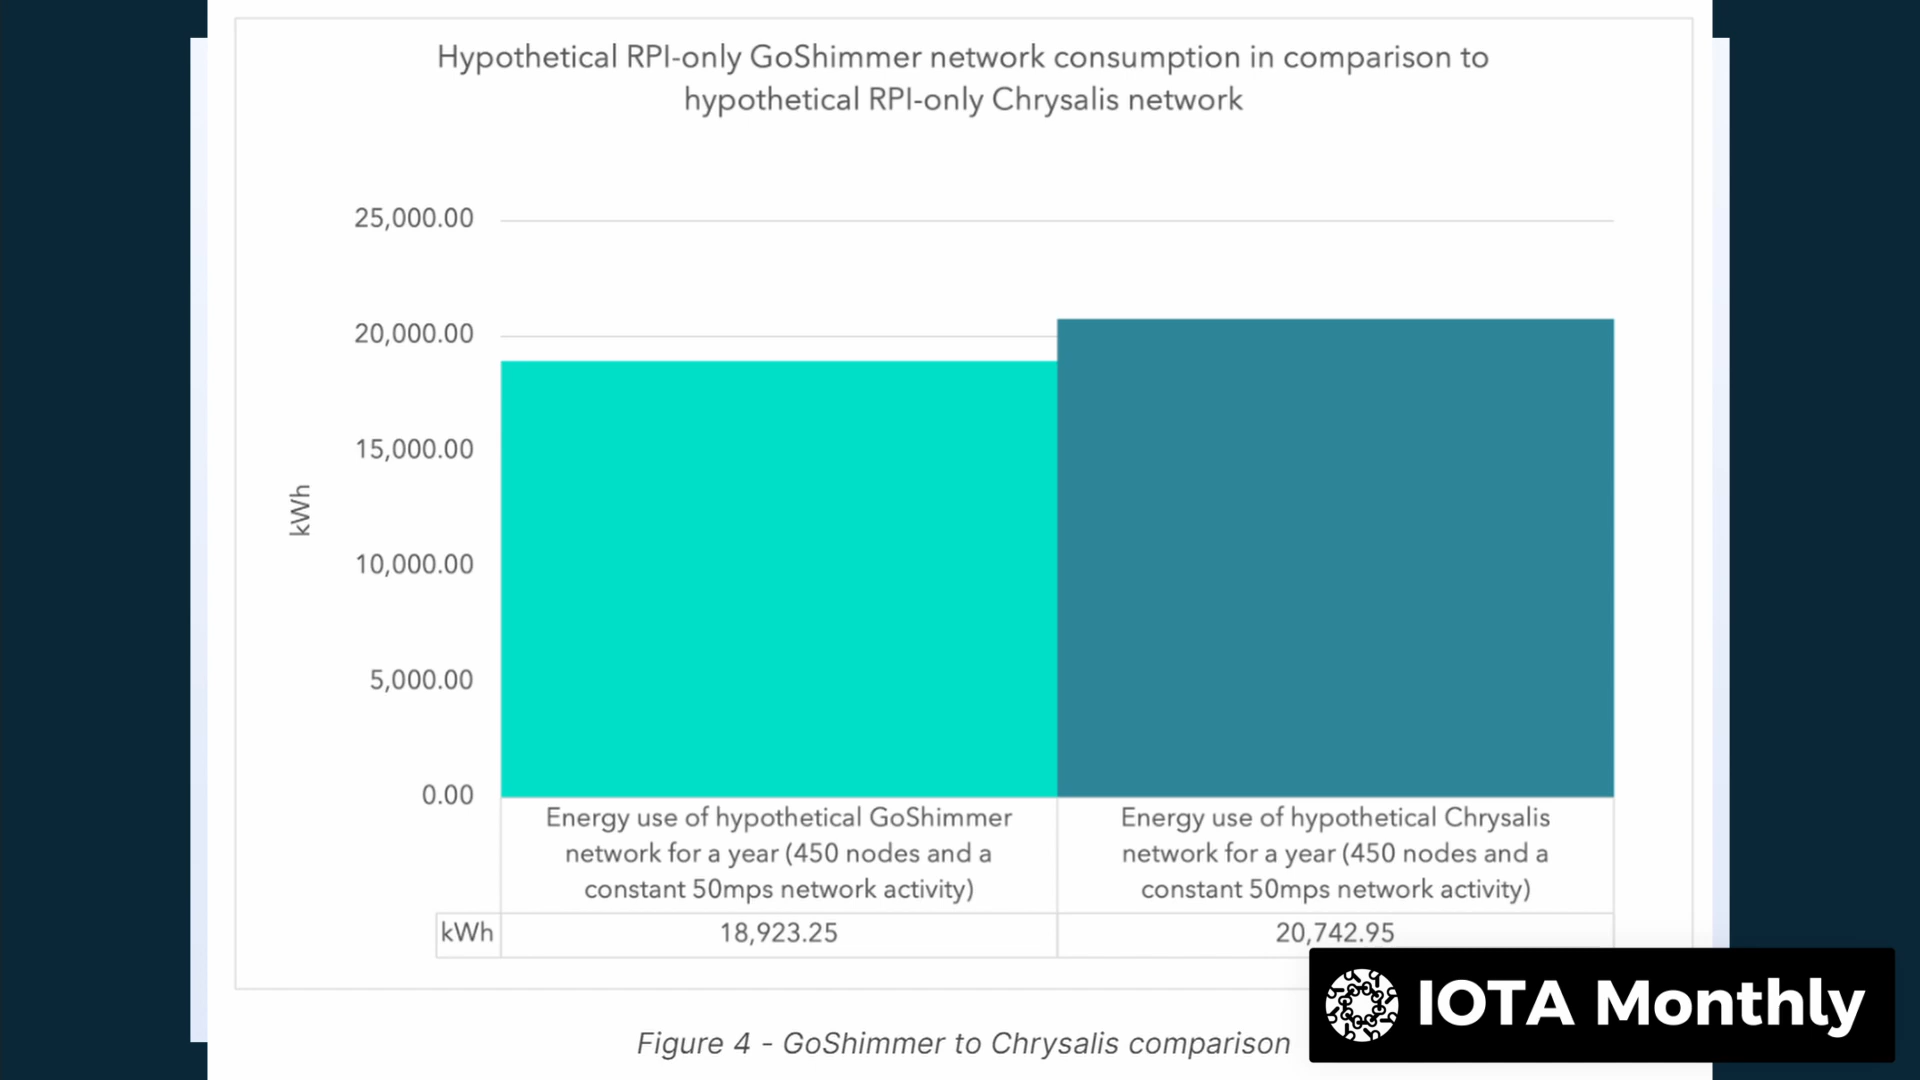 Hypothetical RPI-only GoShimmer network consumption in comparison to
hypothetical RPI-only Chrysalis network
25,000.00
20,000.00
15,000.00
10,000.00
5,000.00
0.00
kWh
Energy use of hypothetical GoShimmer
network for a year (450 nodes and a
constant 50mps network activity)
Energy use of hypothetical Chrysalis
network for a year (450 nodes and a
constant 50mps network activity)
kWh 18,923.25 20,742.95
Figure 4 - GoShimmer to Chrysalis comparison
IOTA Monthly